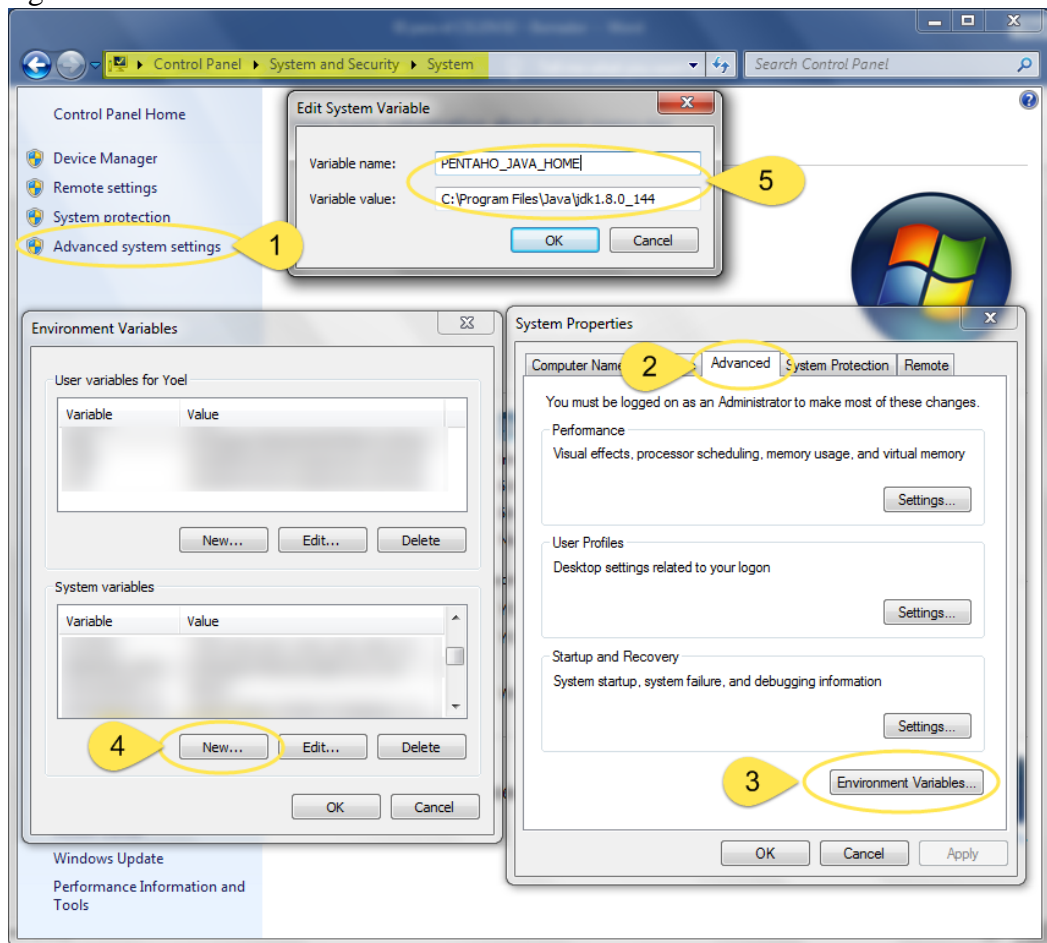 Control Panel ▸ System and Security ▸ System
Search Control Panel
Control Panel Home
Device Manager
Remote settings
System protection
Advanced system settings
1
Edit System Variable
Variable name: PENTAHO_JAVA_HOME
Variable value: C:\Program Files\Java\jdk1.8.0_144
OK Cancel
5
Environment Variables
User variables for Yoel
Variable Value
New... Edit... Delete
System variables
Variable Value
4
New... Edit... Delete
OK Cancel
System Properties
Computer Name 2 Advanced System Protection Remote
You must be logged on as an Administrator to make most of these changes.
Performance
Visual effects, processor scheduling, memory usage, and virtual memory
Settings...
User Profiles
Desktop settings related to your logon
Settings...
Startup and Recovery
System startup, system failure, and debugging information
Settings...
3
Environment Variables...
OK Cancel Apply
Windows Update
Performance Information and
Tools